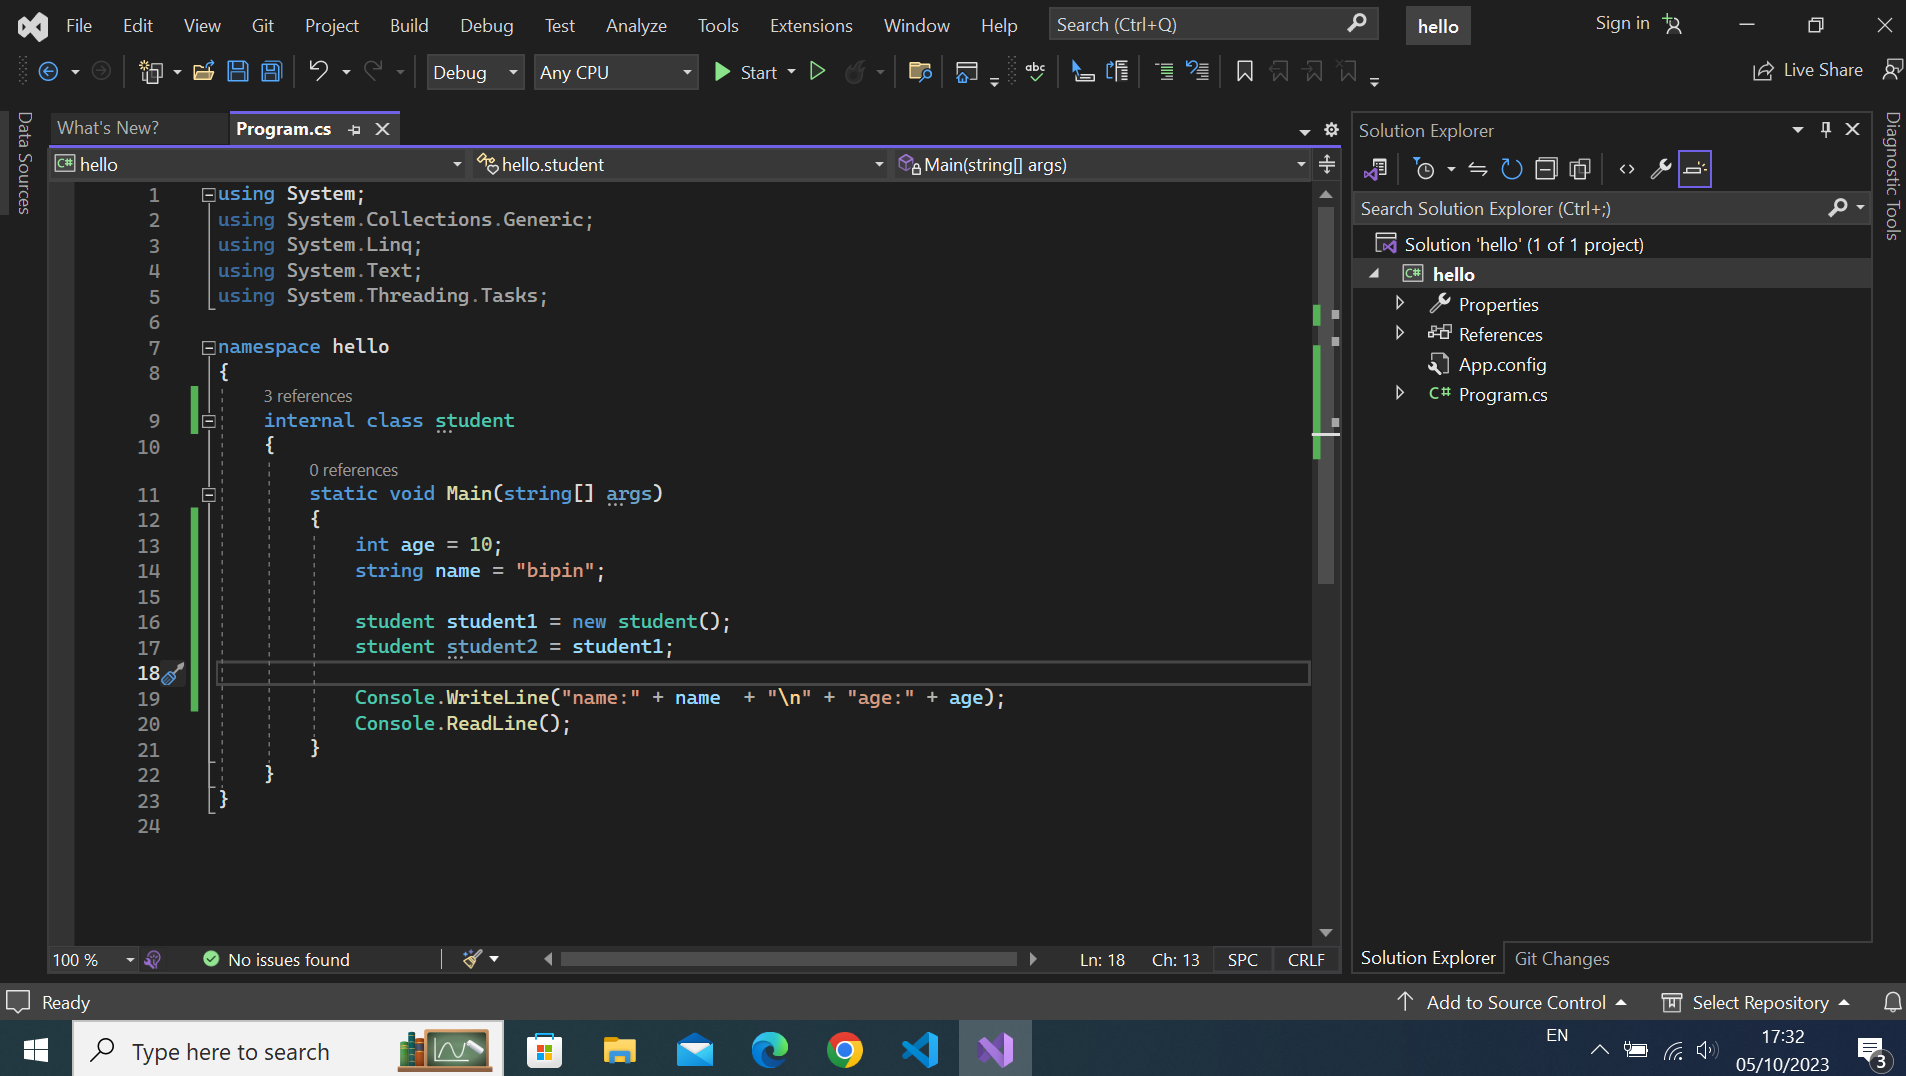 File Edit View Git Project Build Debug Test Analyze Tools Extensions Window Help Search (Ctrl+Q) hello Sign in
Debug Any CPU Start abc Live Share
Data Sources
What's New? Program.cs
hello hello.student Main(string[] args)
1 using System;
2 using System.Collections.Generic;
3 using System.Linq;
4 using System.Text;
5 using System.Threading.Tasks;
6
7 namespace hello
8 {
3 references
9 internal class student
10 {
0 references
11 static void Main(string[] args)
12 {
13 int age = 10;
14 string name = "bipin";
15
16 student student1 = new student();
17 student student2 = student1;
18
19 Console.WriteLine("name:" + name  + "\n" + "age:" + age);
20 Console.ReadLine();
21 }
22 }
23 }
24
100 % No issues found Ln: 18 Ch: 13 SPC CRLF
Solution Explorer
Search Solution Explorer (Ctrl+;)
Solution 'hello' (1 of 1 project)
C# hello
Properties
References
App.config
C# Program.cs
Solution Explorer Git Changes
Diagnostic Tools
Ready Add to Source Control Select Repository
Type here to search EN 17:32
05/10/2023 3